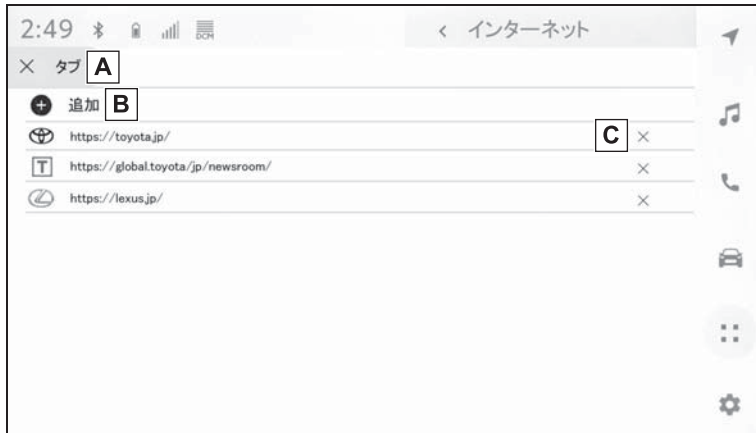 2:49 DCM < インターネット
× タブ A
追加 B
https://toyota.jp/ C ×
T https://global.toyota/jp/newsroom/ ×
https://lexus.jp/ ×